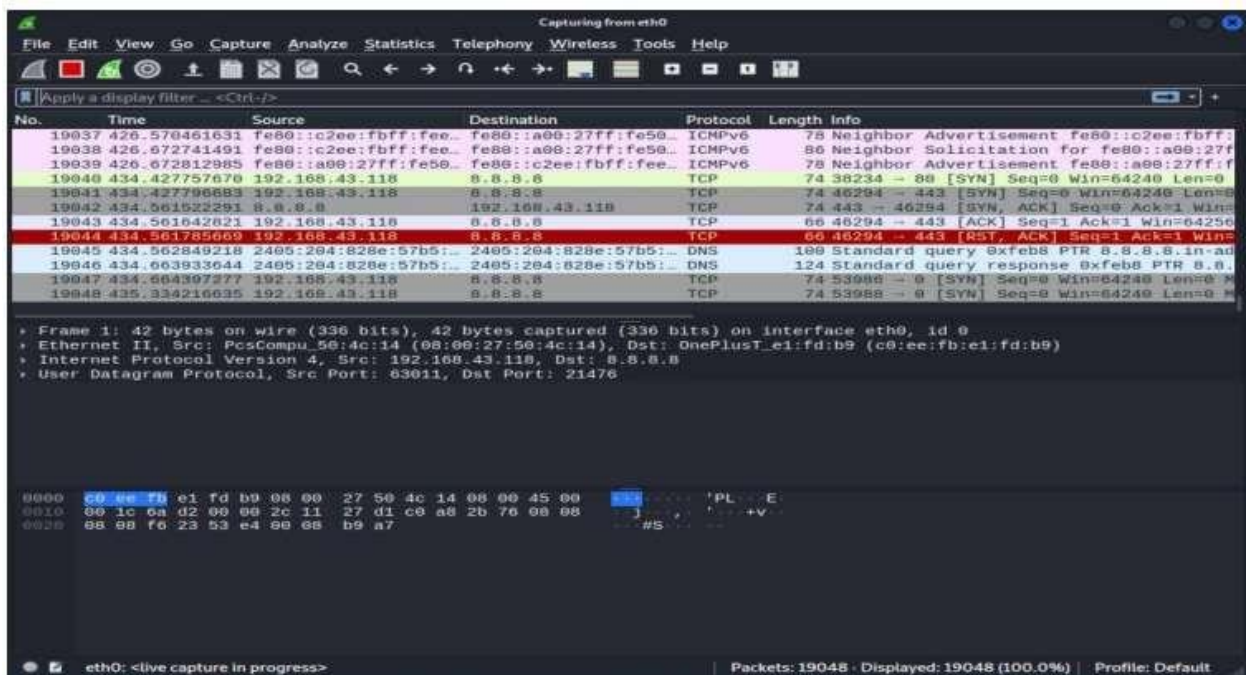 Capturing from eth0
File Edit View Go Capture Analyze Statistics Telephony Wireless Tools Help
Apply a display filter ... <Ctrl-/>
No. Time Source Destination Protocol Length Info
19037 426.570461631 fe80::c2ee:fbff:fee... fe80::a00:27ff:fe50... ICMPv6 78 Neighbor Advertisement fe80::c2ee:fbff:
19038 426.672741491 fe80::c2ee:fbff:fee... fe80::a00:27ff:fe50... ICMPv6 86 Neighbor Solicitation for fe80::a00:27f
19039 426.672812985 fe80::a00:27ff:fe50... fe80::c2ee:fbff:fee... ICMPv6 78 Neighbor Advertisement fe80::a00:27ff:f
19040 434.427757670 192.168.43.118 8.8.8.8 TCP 74 38234 → 80 [SYN] Seq=0 Win=64240 Len=0
19041 434.427796683 192.168.43.118 8.8.8.8 TCP 74 46294 → 443 [SYN] Seq=0 Win=64240 Len=0
19042 434.561522291 8.8.8.8 192.168.43.118 TCP 74 443 → 46294 [SYN, ACK] Seq=0 Ack=1 Win=
19043 434.561642821 192.168.43.118 8.8.8.8 TCP 66 46294 → 443 [ACK] Seq=1 Ack=1 Win=64256
19044 434.561785669 192.168.43.118 8.8.8.8 TCP 66 46294 → 443 [RST, ACK] Seq=1 Ack=1 Win=
19045 434.562849218 2405:204:828e:57b5:... 2405:204:828e:57b5:... DNS 100 Standard query 0xfeb8 PTR 8.8.8.8.in-ad
19046 434.663933644 2405:204:828e:57b5:... 2405:204:828e:57b5:... DNS 124 Standard query response 0xfeb8 PTR 8.8.
19047 434.664397277 192.168.43.118 8.8.8.8 TCP 74 53986 → 0 [SYN] Seq=0 Win=64240 Len=0 M
19048 435.334216635 192.168.43.118 8.8.8.8 TCP 74 53988 → 0 [SYN] Seq=0 Win=64240 Len=0 M
Frame 1: 42 bytes on wire (336 bits), 42 bytes captured (336 bits) on interface eth0, id 0
Ethernet II, Src: PcsCompu_50:4c:14 (08:00:27:50:4c:14), Dst: OnePlusT_e1:fd:b9 (c0:ee:fb:e1:fd:b9)
Internet Protocol Version 4, Src: 192.168.43.118, Dst: 8.8.8.8
User Datagram Protocol, Src Port: 63011, Dst Port: 21476
0000 c0 ee fb e1 fd b9 08 00 27 50 4c 14 08 00 45 00 ········ 'PL···E·
0010 00 1c 6a d2 00 00 2c 11 27 d1 c0 a8 2b 76 08 08 ··j···,· '···+v··
0020 08 08 f6 23 53 e4 00 08 b9 a7 ···#S··· ··
eth0: <live capture in progress> Packets: 19048 · Displayed: 19048 (100.0%) Profile: Default